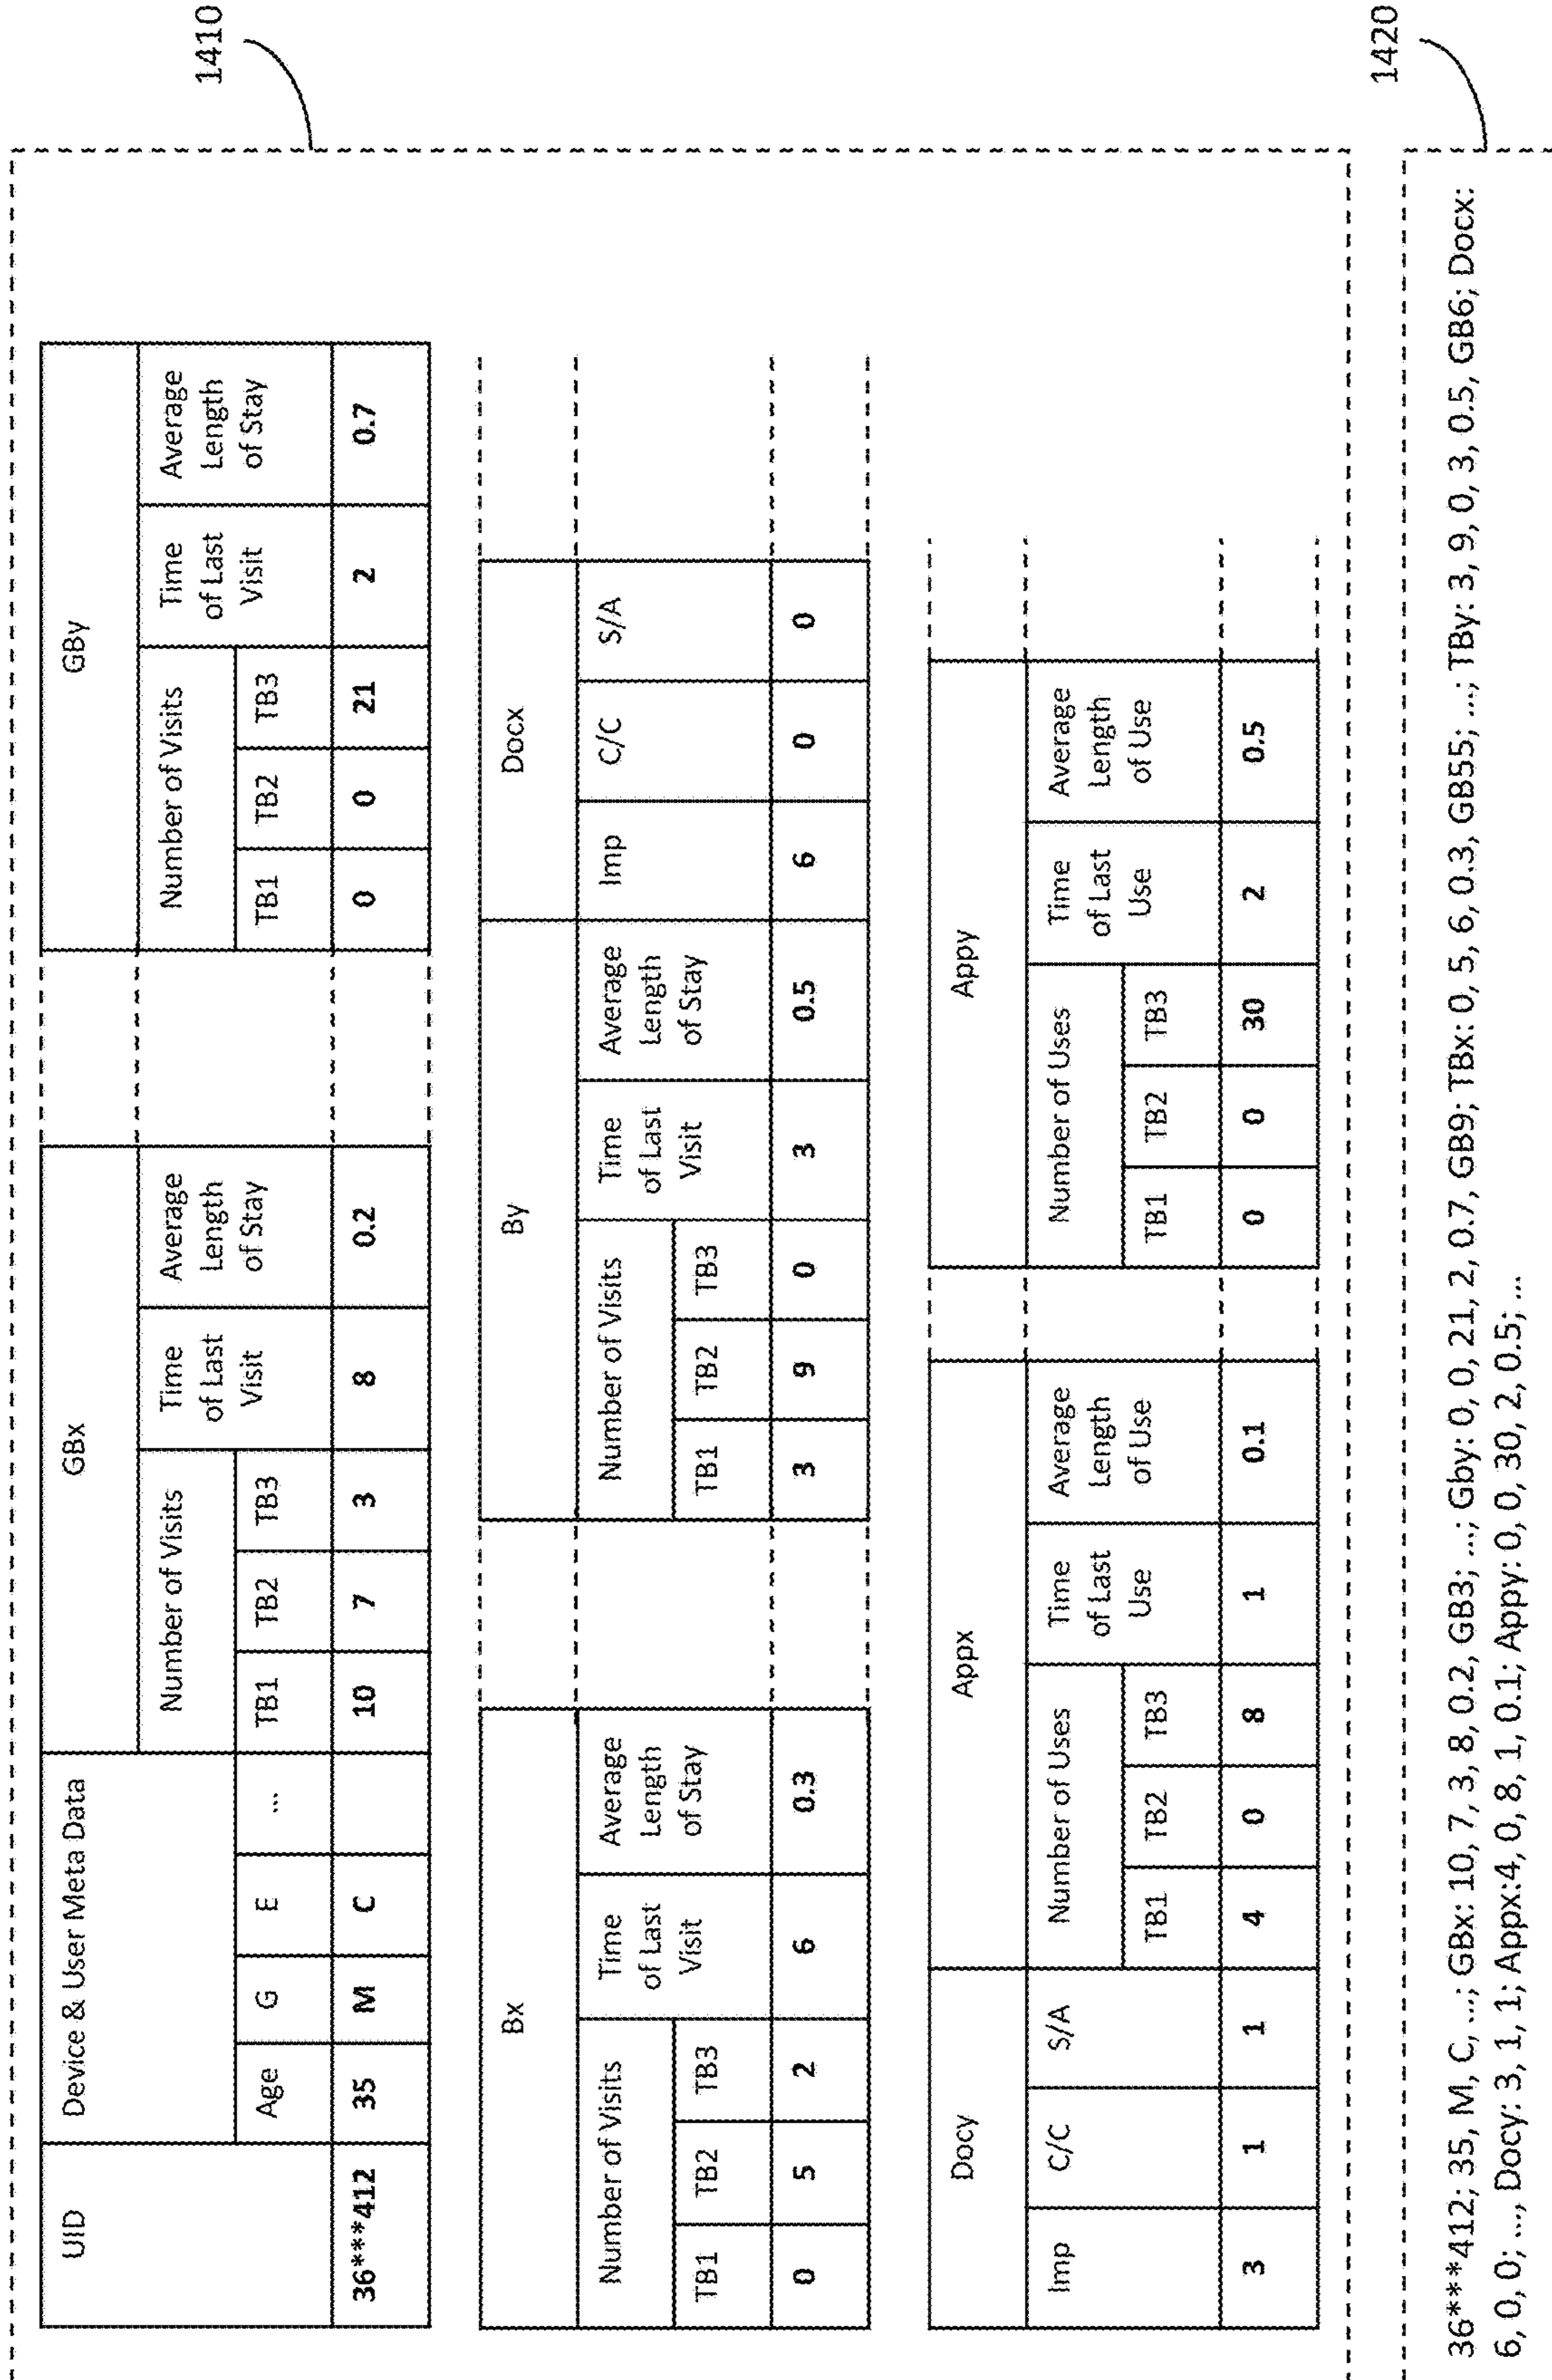 1410
UID Device & User Meta Data GBx GBy
Number of Visits Time of Last Visit Average Length of Stay Number of Visits Time of Last Visit Average Length of Stay
Age G E ... TB1 TB2 TB3 TB1 TB2 TB3
36***412 35 M C 10 7 3 8 0.2 0 0 21 2 0.7
Bx By Docx
Number of Visits Time of Last Visit Average Length of Stay Number of Visits Time of Last Visit Average Length of Stay Imp C/C S/A
TB1 TB2 TB3 TB1 TB2 TB3
0 5 2 6 0.3 3 9 0 3 0.5 6 0 0
Docy Appx Appy
Imp C/C S/A Number of Uses Time of Last Use Average Length of Use Number of Uses Time of Last Use Average Length of Use
TB1 TB2 TB3 TB1 TB2 TB3
3 1 1 4 0 8 1 0.1 0 0 30 2 0.5
1420
36***412; 35, M, C, ...; GBx: 10, 7, 3, 8, 0.2, GB3; ...; Gby: 0, 0, 21, 2, 0.7, GB9; TBx: 0, 5, 6, 0.3, GB55; ...; TBy: 3, 9, 0, 3, 0.5, GB6; Docx:
6, 0, 0; ..., Docy: 3, 1, 1; Appx:4, 0, 8, 1, 0.1; Appy: 0, 0, 30, 2, 0.5; ...